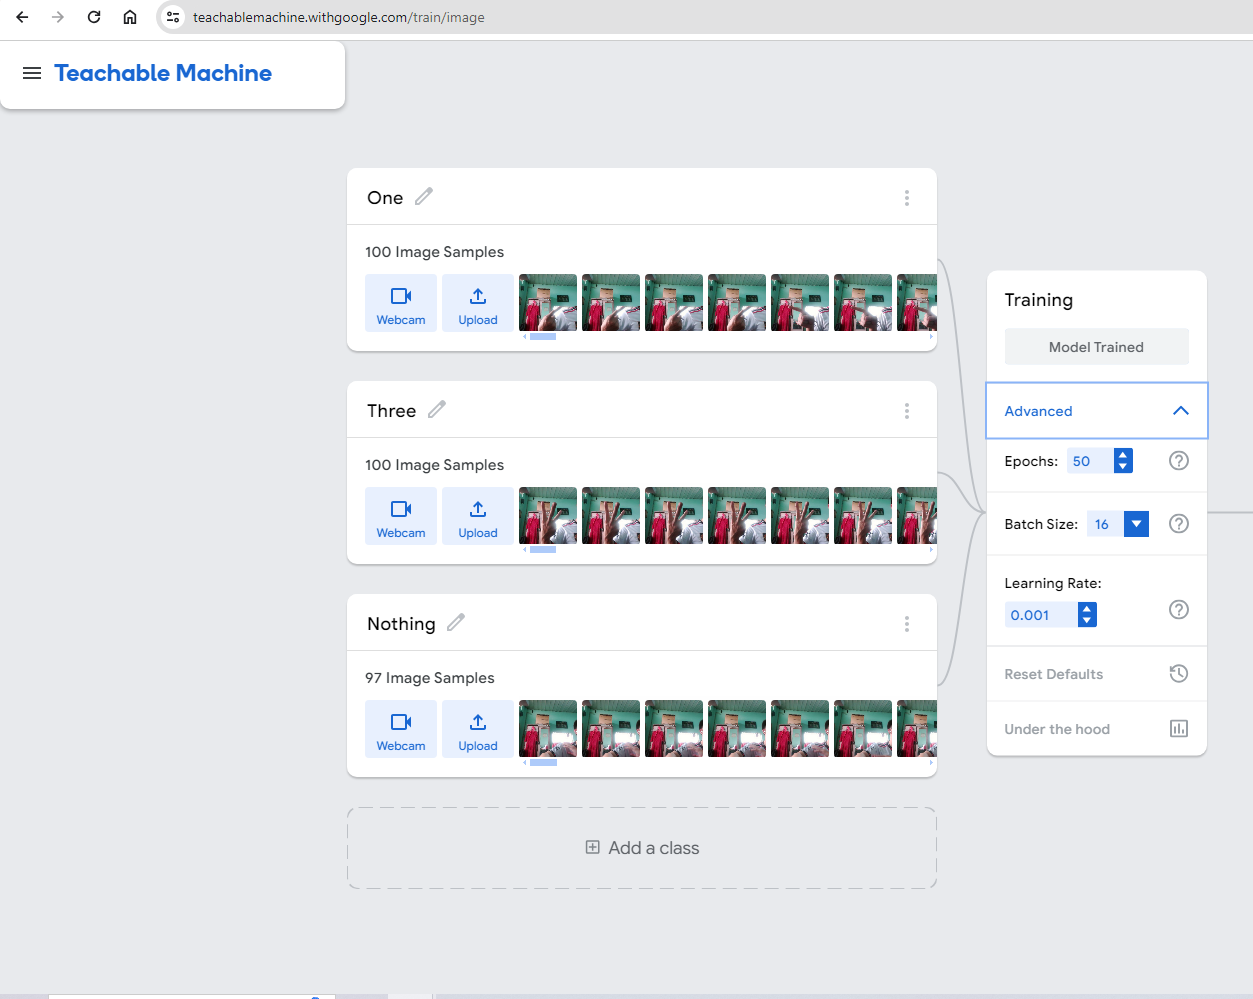 teachablemachine.withgoogle.com/train/image
Teachable Machine
One
100 Image Samples
Webcam
Upload
Three
100 Image Samples
Webcam
Upload
Nothing
97 Image Samples
Webcam
Upload
Add a class
Training
Model Trained
Advanced
Epochs: 50
Batch Size: 16
Learning Rate:
0.001
Reset Defaults
Under the hood